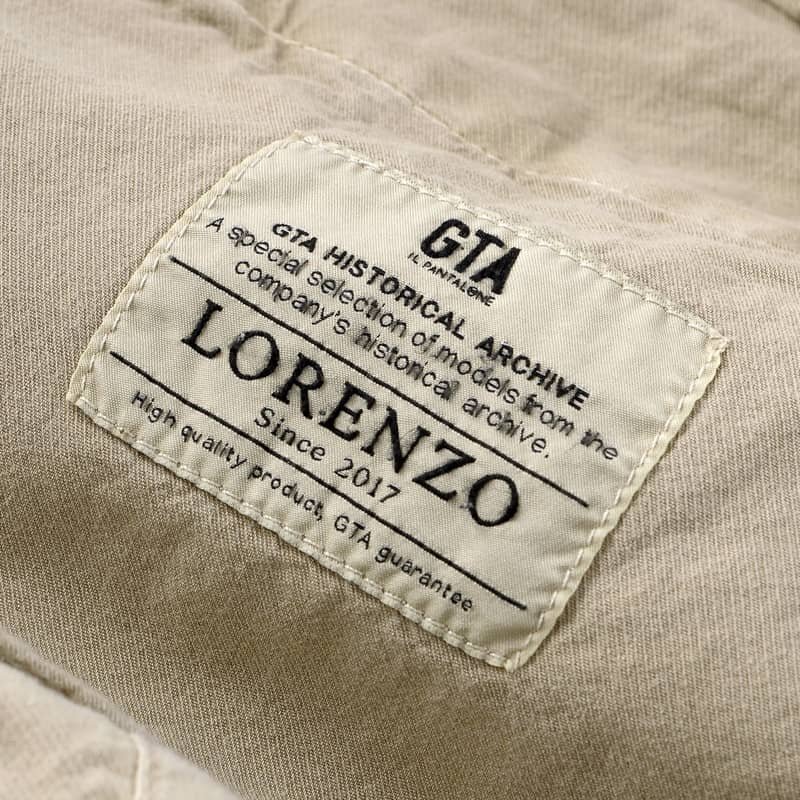 GTA
IL PANTALONE
GTA HISTORICAL ARCHIVE
A special selection of models from the
company's historical archive.
LORENZO
Since 2017
High quality product, GTA guarantee